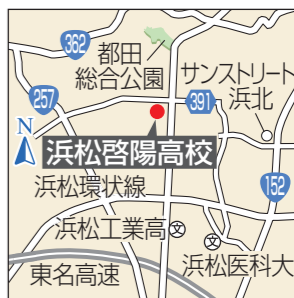 362
都田
総合公園
サンストリート
浜北
257
391
N
浜松啓陽高校
152
浜松環状線
浜松工業高
文
文
浜松医科大
東名高速